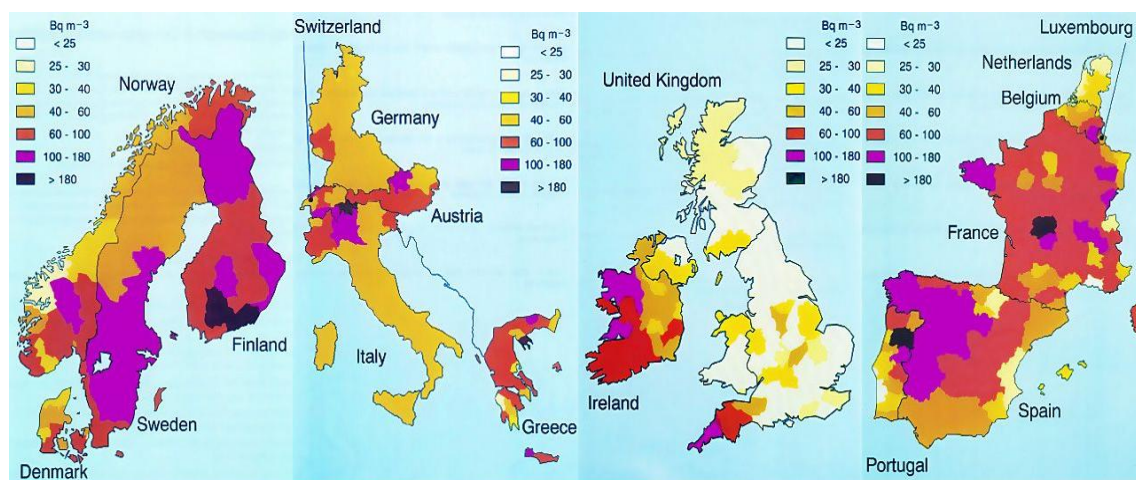 Bq m-3
< 25
25 - 30
30 - 40
40 - 60
60 - 100
100 - 180
> 180
Norway
Finland
Sweden
Denmark
Switzerland
Bq m-3
< 25
25 - 30
30 - 40
40 - 60
60 - 100
100 - 180
> 180
Germany
Austria
Italy
Greece
United Kingdom
Bq m-3
< 25
25 - 30
30 - 40
40 - 60
60 - 100
100 - 180
> 180
Ireland
Bq m-3
< 25
25 - 30
30 - 40
40 - 60
60 - 100
100 - 180
> 180
Luxembourg
Netherlands
Belgium
France
Spain
Portugal